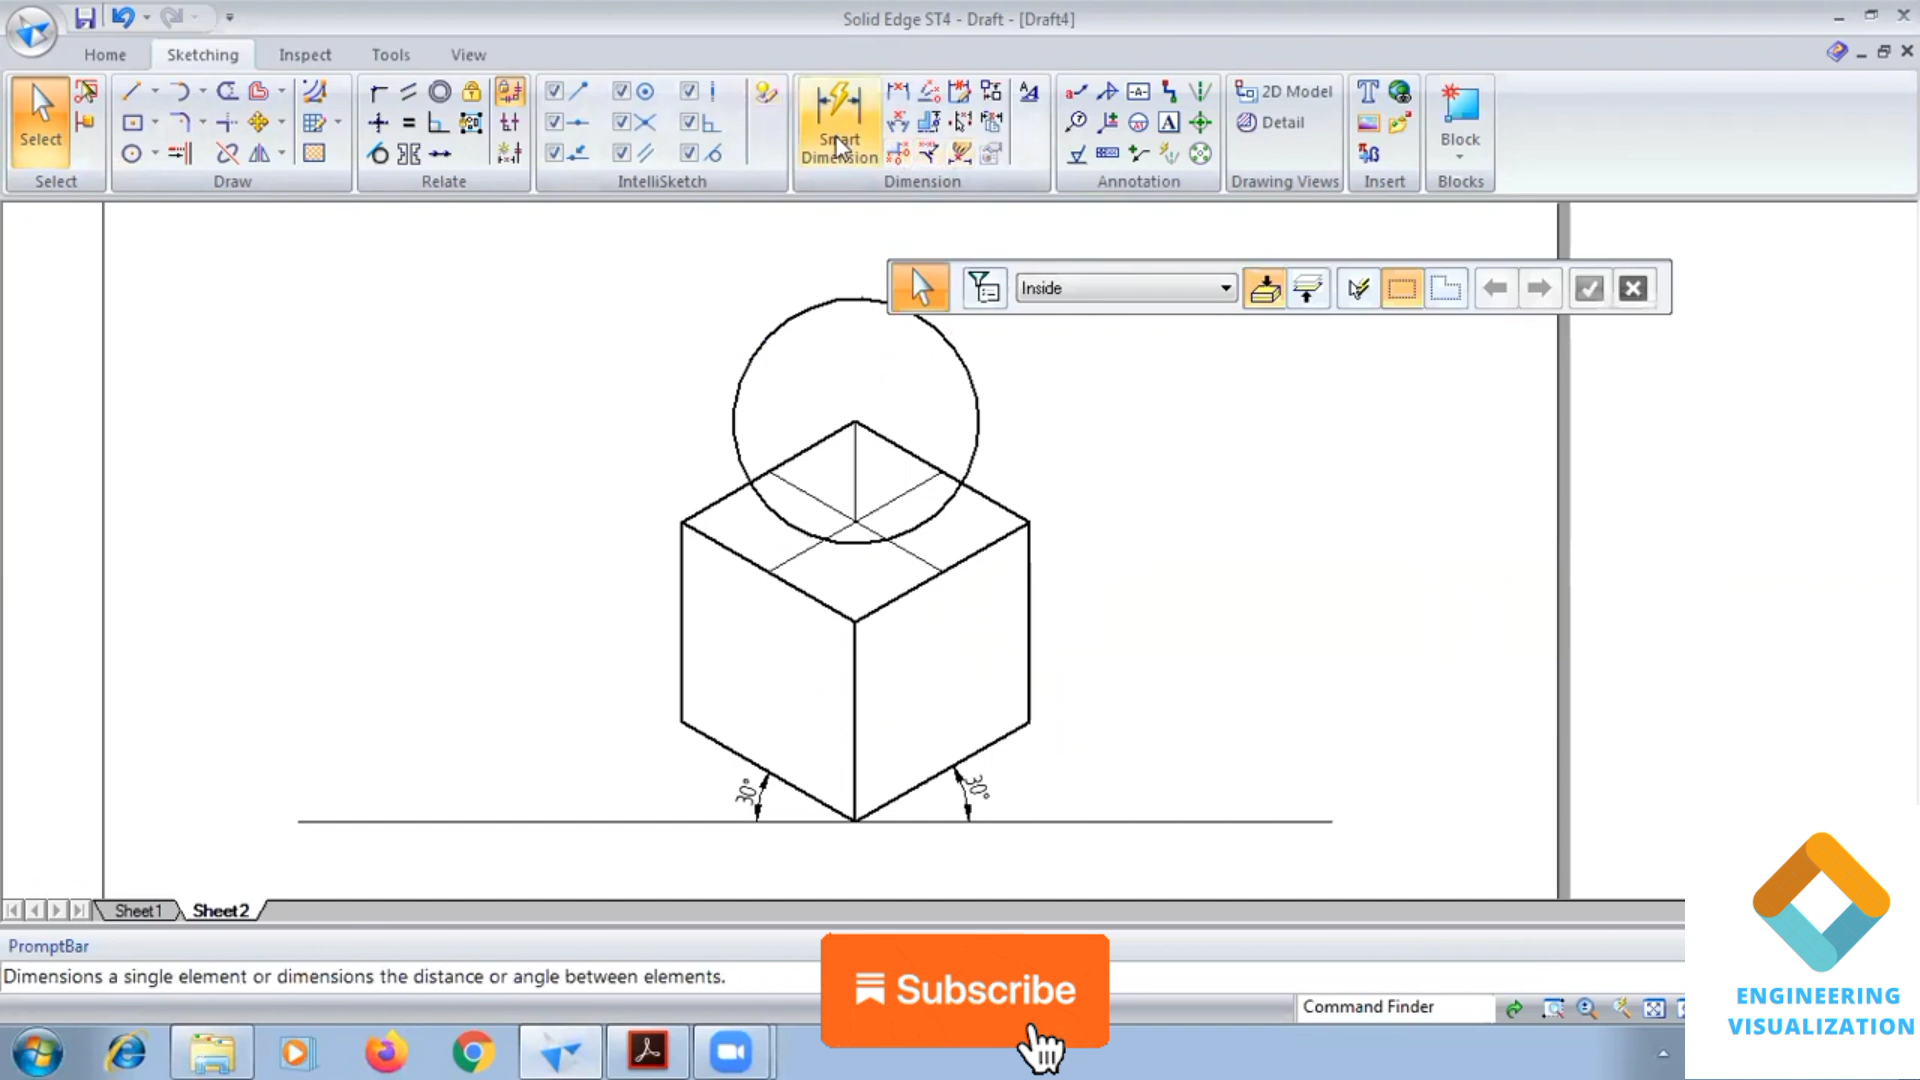 Solid Edge ST4 - Draft - [Draft4]
Home Sketching Inspect Tools View
Select
Smart
Dimension
2D Model
Detail
A
Block
Select Draw Relate IntelliSketch Dimension Annotation Drawing Views Insert Blocks
Inside
30°
30°
Sheet1 Sheet2
PromptBar
Dimensions a single element or dimensions the distance or angle between elements.
Subscribe
Command Finder
ENGINEERING
VISUALIZATION